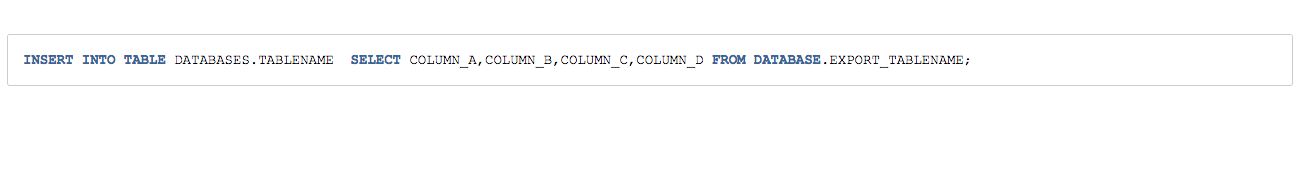 INSERT INTO TABLE DATABASES.TABLENAME  SELECT COLUMN_A,COLUMN_B,COLUMN_C,COLUMN_D FROM DATABASE.EXPORT_TABLENAME;